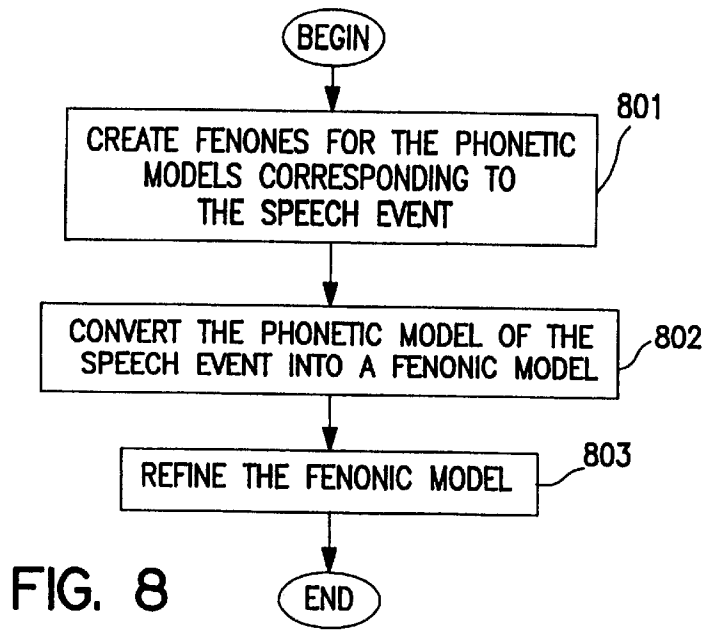 BEGIN
801
CREATE FENONES FOR THE PHONETIC
MODELS CORRESPONDING TO
THE SPEECH EVENT
CONVERT THE PHONETIC MODEL OF THE
SPEECH EVENT INTO A FENONIC MODEL
802
REFINE THE FENONIC MODEL
803
END
FIG. 8